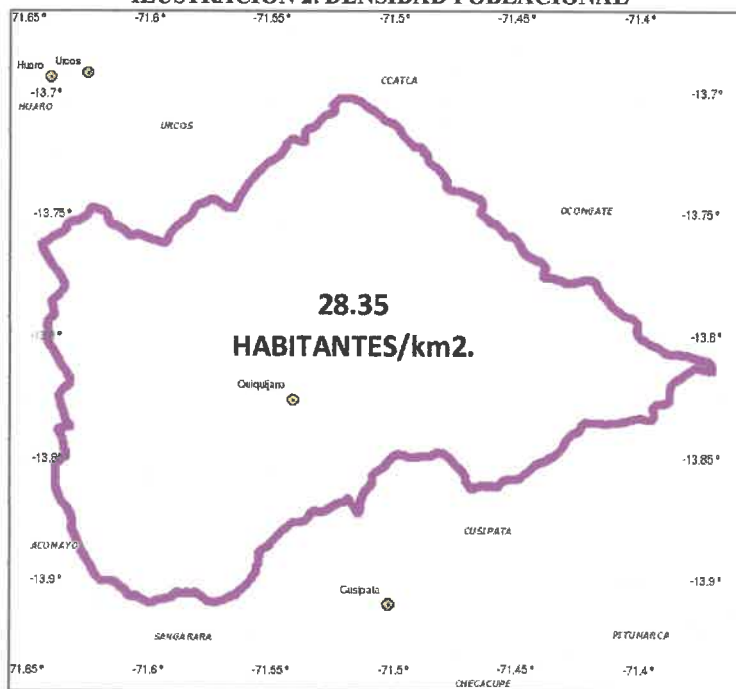 ILUSTRACION 2. DENSIDAD POBLACIONAL
-71.65° -71.6° -71.55° -71.5° -71.45° -71.4°
Huaro Urcos
CCATLA
-13.7° -13.7°
HUARO
URCOS
OCONGATE
-13.75° -13.75°
28.35
-13.8°
HABITANTES/km2.
Quiquijana
-13.85° -13.85°
CUSIPATA
ACOMAYO
-13.9° -13.9°
Cusipata
SANGARARA PITUMARCA
-71.65° -71.6° -71.55° -71.5° -71.45° -71.4°
CHECACUPE